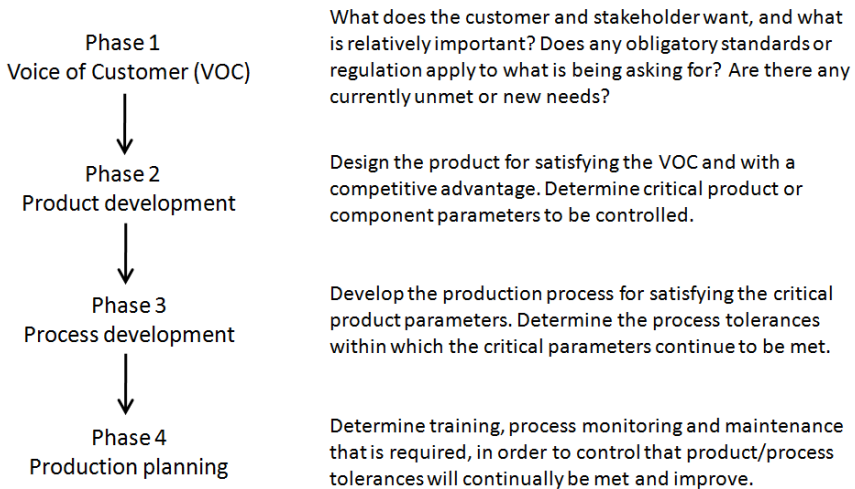 Phase 1
Voice of Customer (VOC)
What does the customer and stakeholder want, and what
is relatively important? Does any obligatory standards or
regulation apply to what is being asking for? Are there any
currently unmet or new needs?
Phase 2
Product development
Design the product for satisfying the VOC and with a
competitive advantage. Determine critical product or
component parameters to be controlled.
Phase 3
Process development
Develop the production process for satisfying the critical
product parameters. Determine the process tolerances
within which the critical parameters continue to be met.
Phase 4
Production planning
Determine training, process monitoring and maintenance
that is required, in order to control that product/process
tolerances will continually be met and improve.